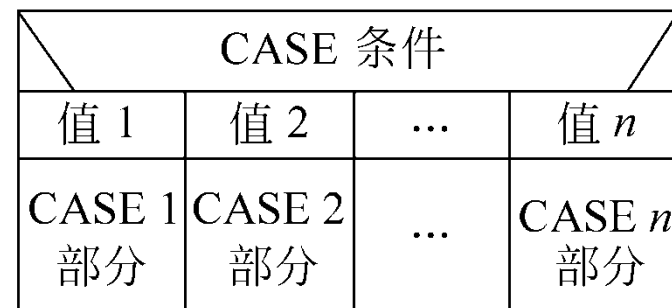 CASE 条件
值 1 值 2 … 值 n
CASE 1 CASE 2 … CASE n
部分 部分 部分